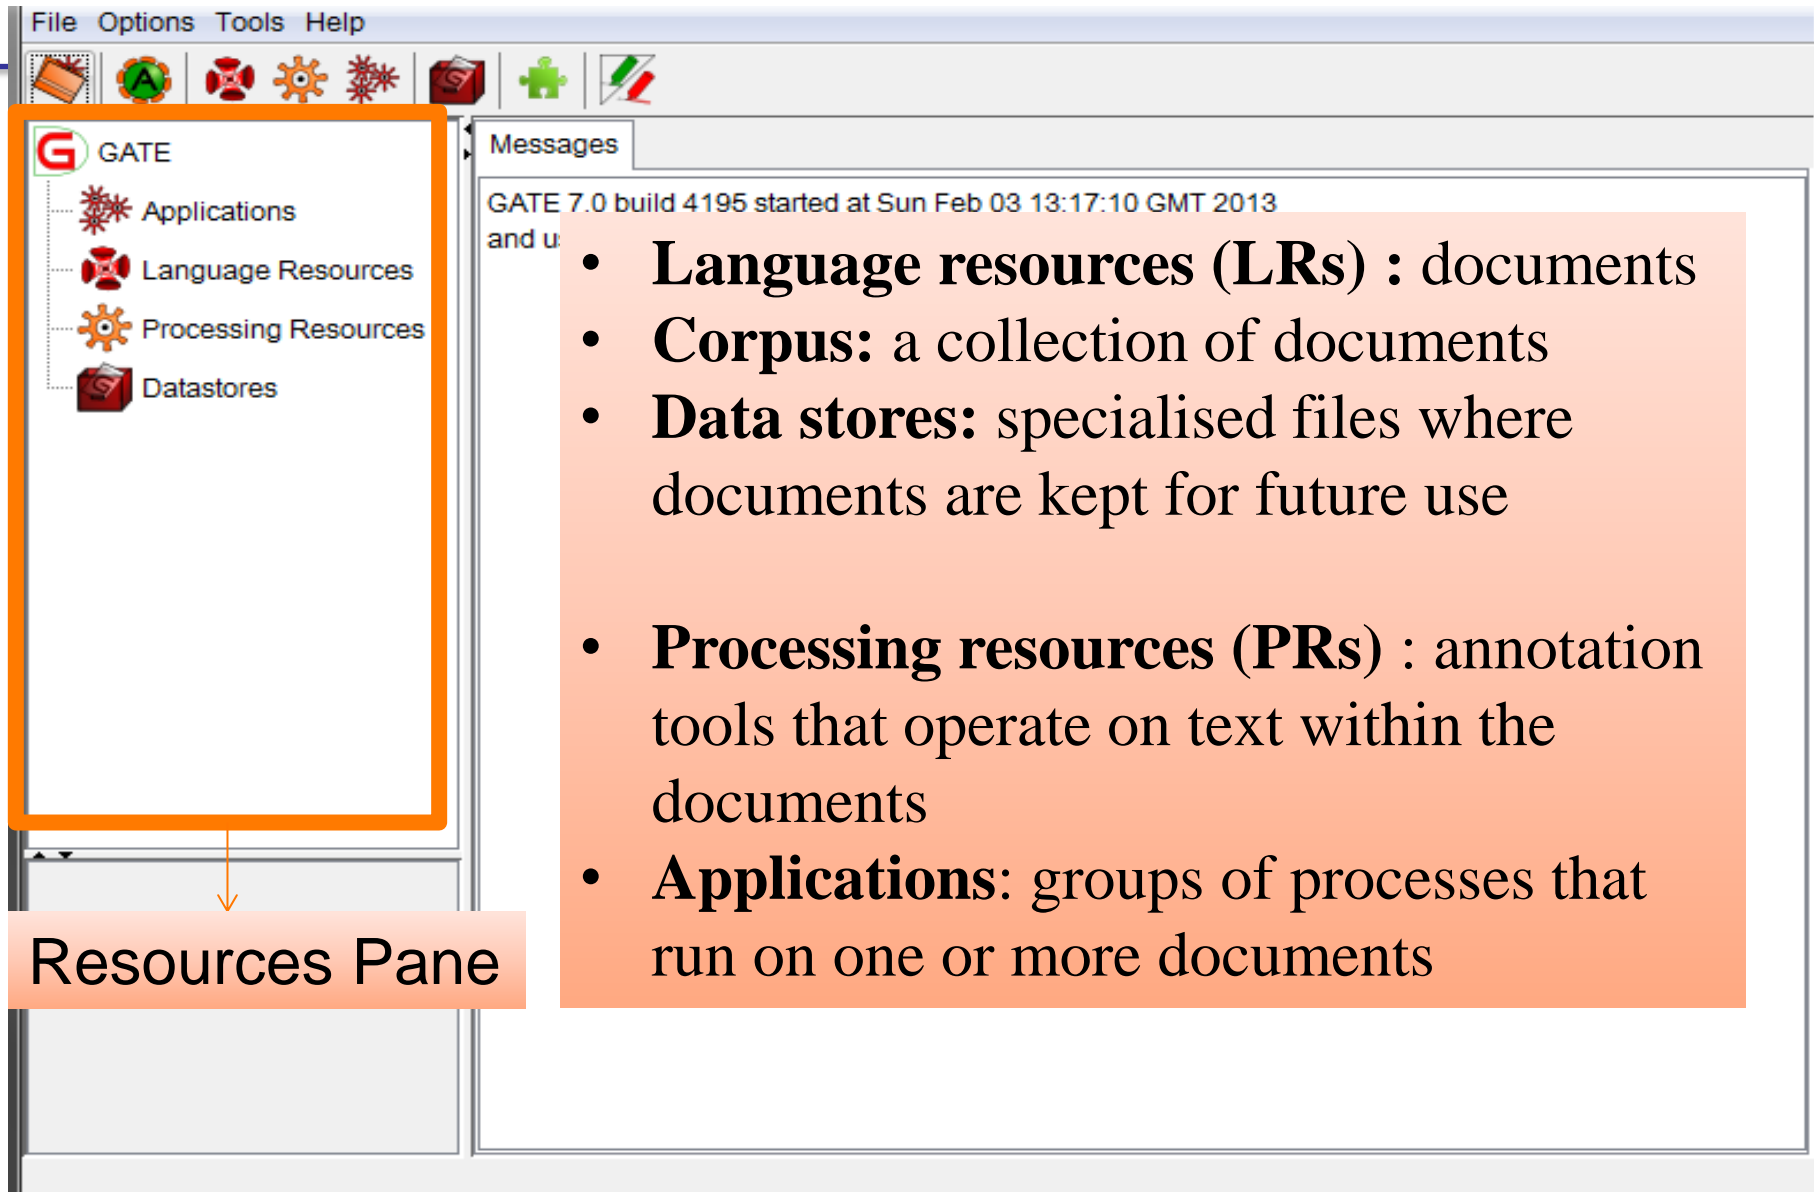 File Options Tools Help
GATE
Applications
Language Resources
Processing Resources
Datastores
Resources Pane
Messages
GATE 7.0 build 4195 started at Sun Feb 03 13:17:10 GMT 2013
and
• Language resources (LRs) : documents
• Corpus: a collection of documents
• Data stores: specialised files where
documents are kept for future use
• Processing resources (PRs) : annotation
tools that operate on text within the
documents
• Applications: groups of processes that
run on one or more documents